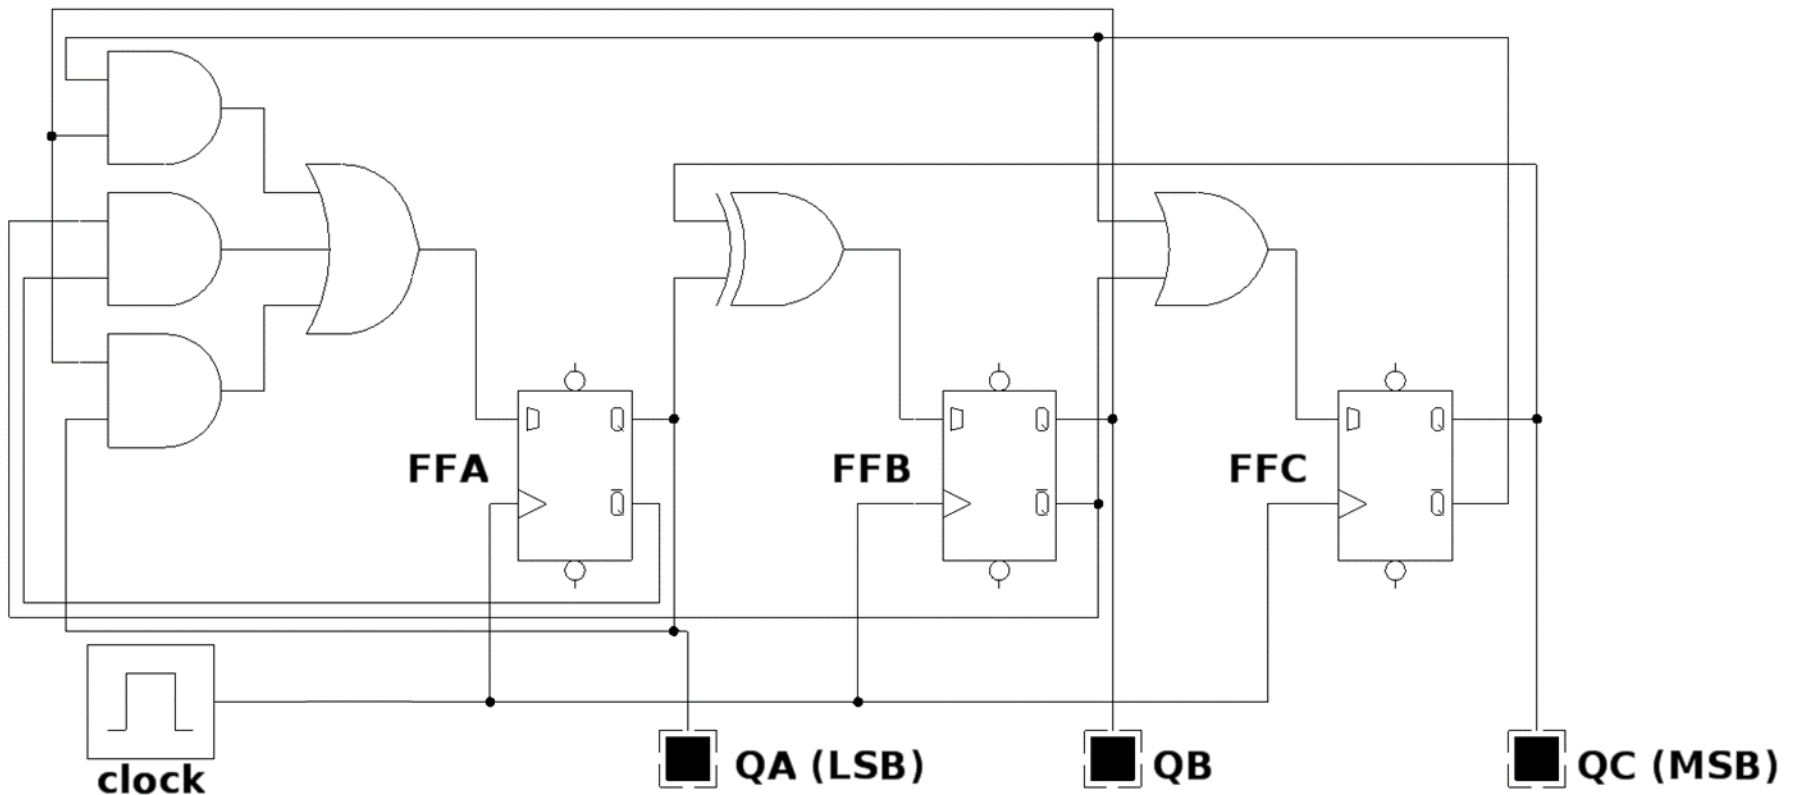 D Q
Q
FFA
D Q
Q
FFB
D Q
Q
FFC
clock
QA (LSB)
QB
QC (MSB)